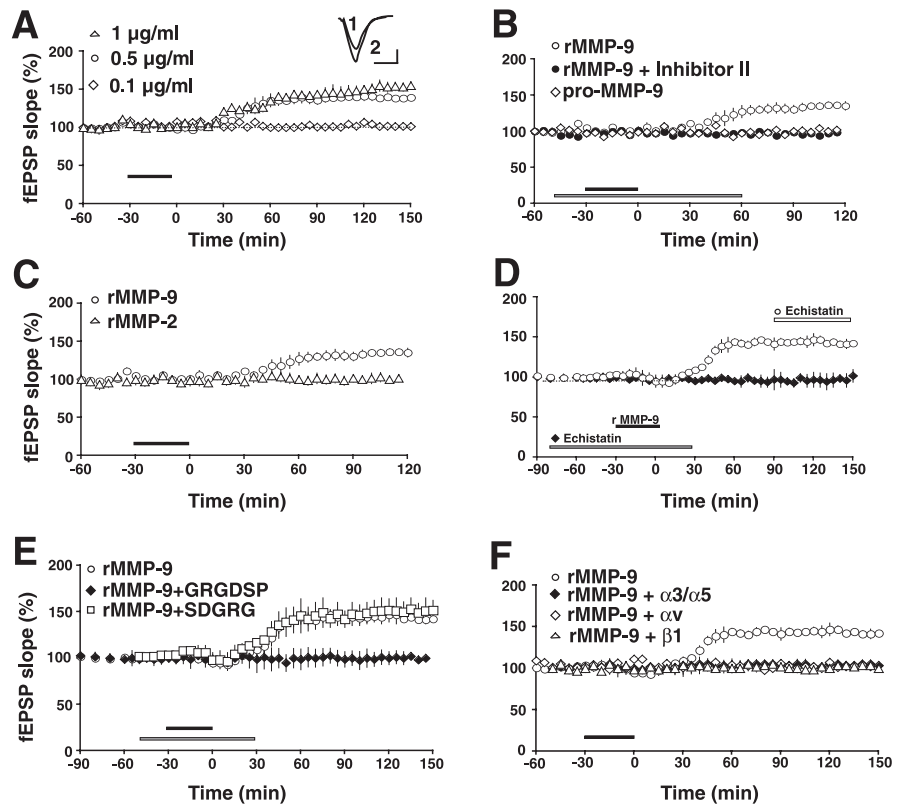 A
△ 1 µg/ml
○ 0.5 µg/ml
◇ 0.1 µg/ml
1
2
fEPSP slope (%)
200
150
100
50
0
-60 -30 0 30 60 90 120 150
Time (min)
B
○ rMMP-9
● rMMP-9 + Inhibitor II
◇ pro-MMP-9
200
150
100
50
0
-60 -30 0 30 60 90 120
Time (min)
C
○ rMMP-9
△ rMMP-2
fEPSP slope (%)
200
150
100
50
0
-60 -30 0 30 60 90 120
Time (min)
D
○ Echistatin
r MMP-9
◆ Echistatin
200
150
100
50
0
-90 -60 -30 0 30 60 90 120 150
Time (min)
E
○ rMMP-9
◆ rMMP-9+GRGDSP
□ rMMP-9+SDGRG
fEPSP slope (%)
200
150
100
50
0
-90 -60 -30 0 30 60 90 120 150
Time (min)
F
○ rMMP-9
◆ rMMP-9 + α3/α5
◇ rMMP-9 + αv
△ rMMP-9 + β1
200
150
100
50
0
-60 -30 0 30 60 90 120 150
Time (min)